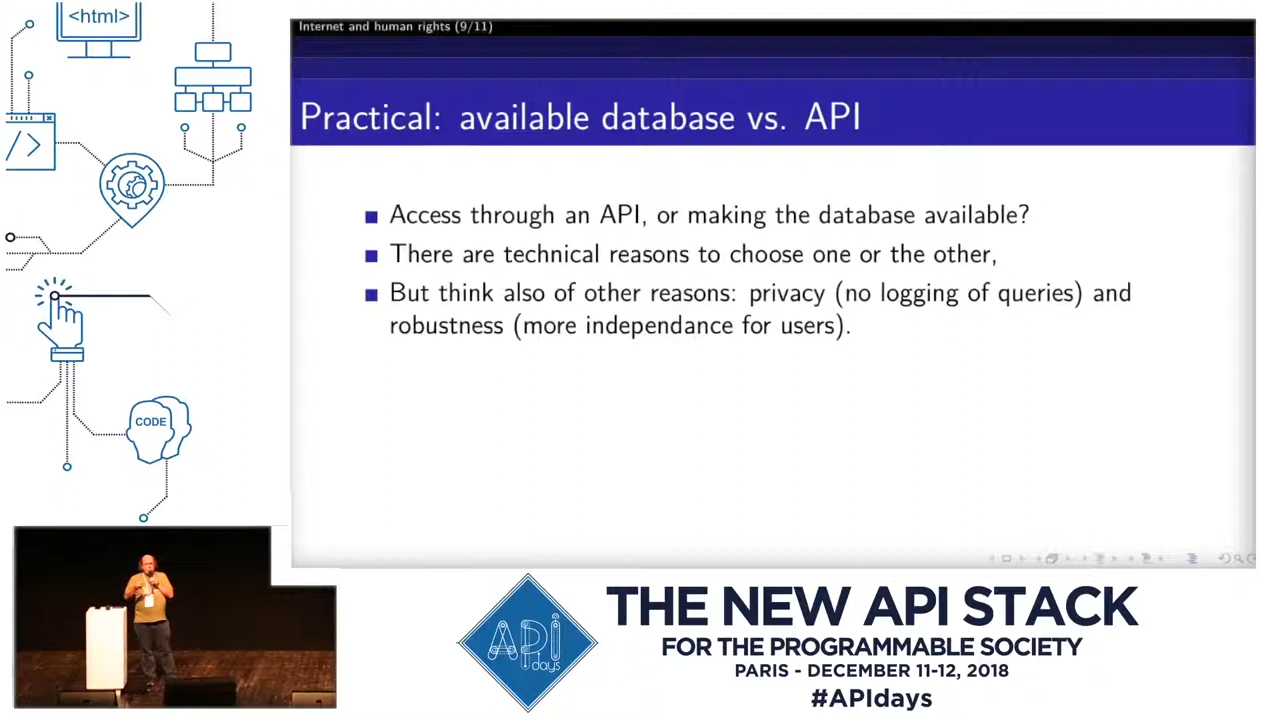 <html>
Internet and human rights (9/11)
Practical: available database vs. API
Access through an API, or making the database available?
There are technical reasons to choose one or the other,
But think also of other reasons: privacy (no logging of queries) and
robustness (more independance for users).
/>
CODE
API
days
THE NEW API STACK
FOR THE PROGRAMMABLE SOCIETY
PARIS - DECEMBER 11-12, 2018
#APIdays